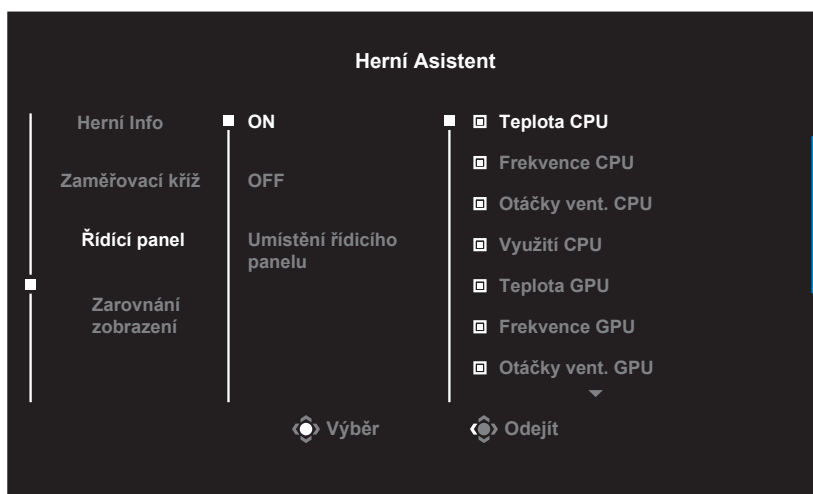 Herní Asistent
Herní Info
Zaměřovací kříž
Řídící panel
Zarovnání
zobrazení
ON
OFF
Umístění řídicího
panelu
Teplota CPU
Frekvence CPU
Otáčky vent. CPU
Využití CPU
Teplota GPU
Frekvence GPU
Otáčky vent. GPU
Výběr
Odejít